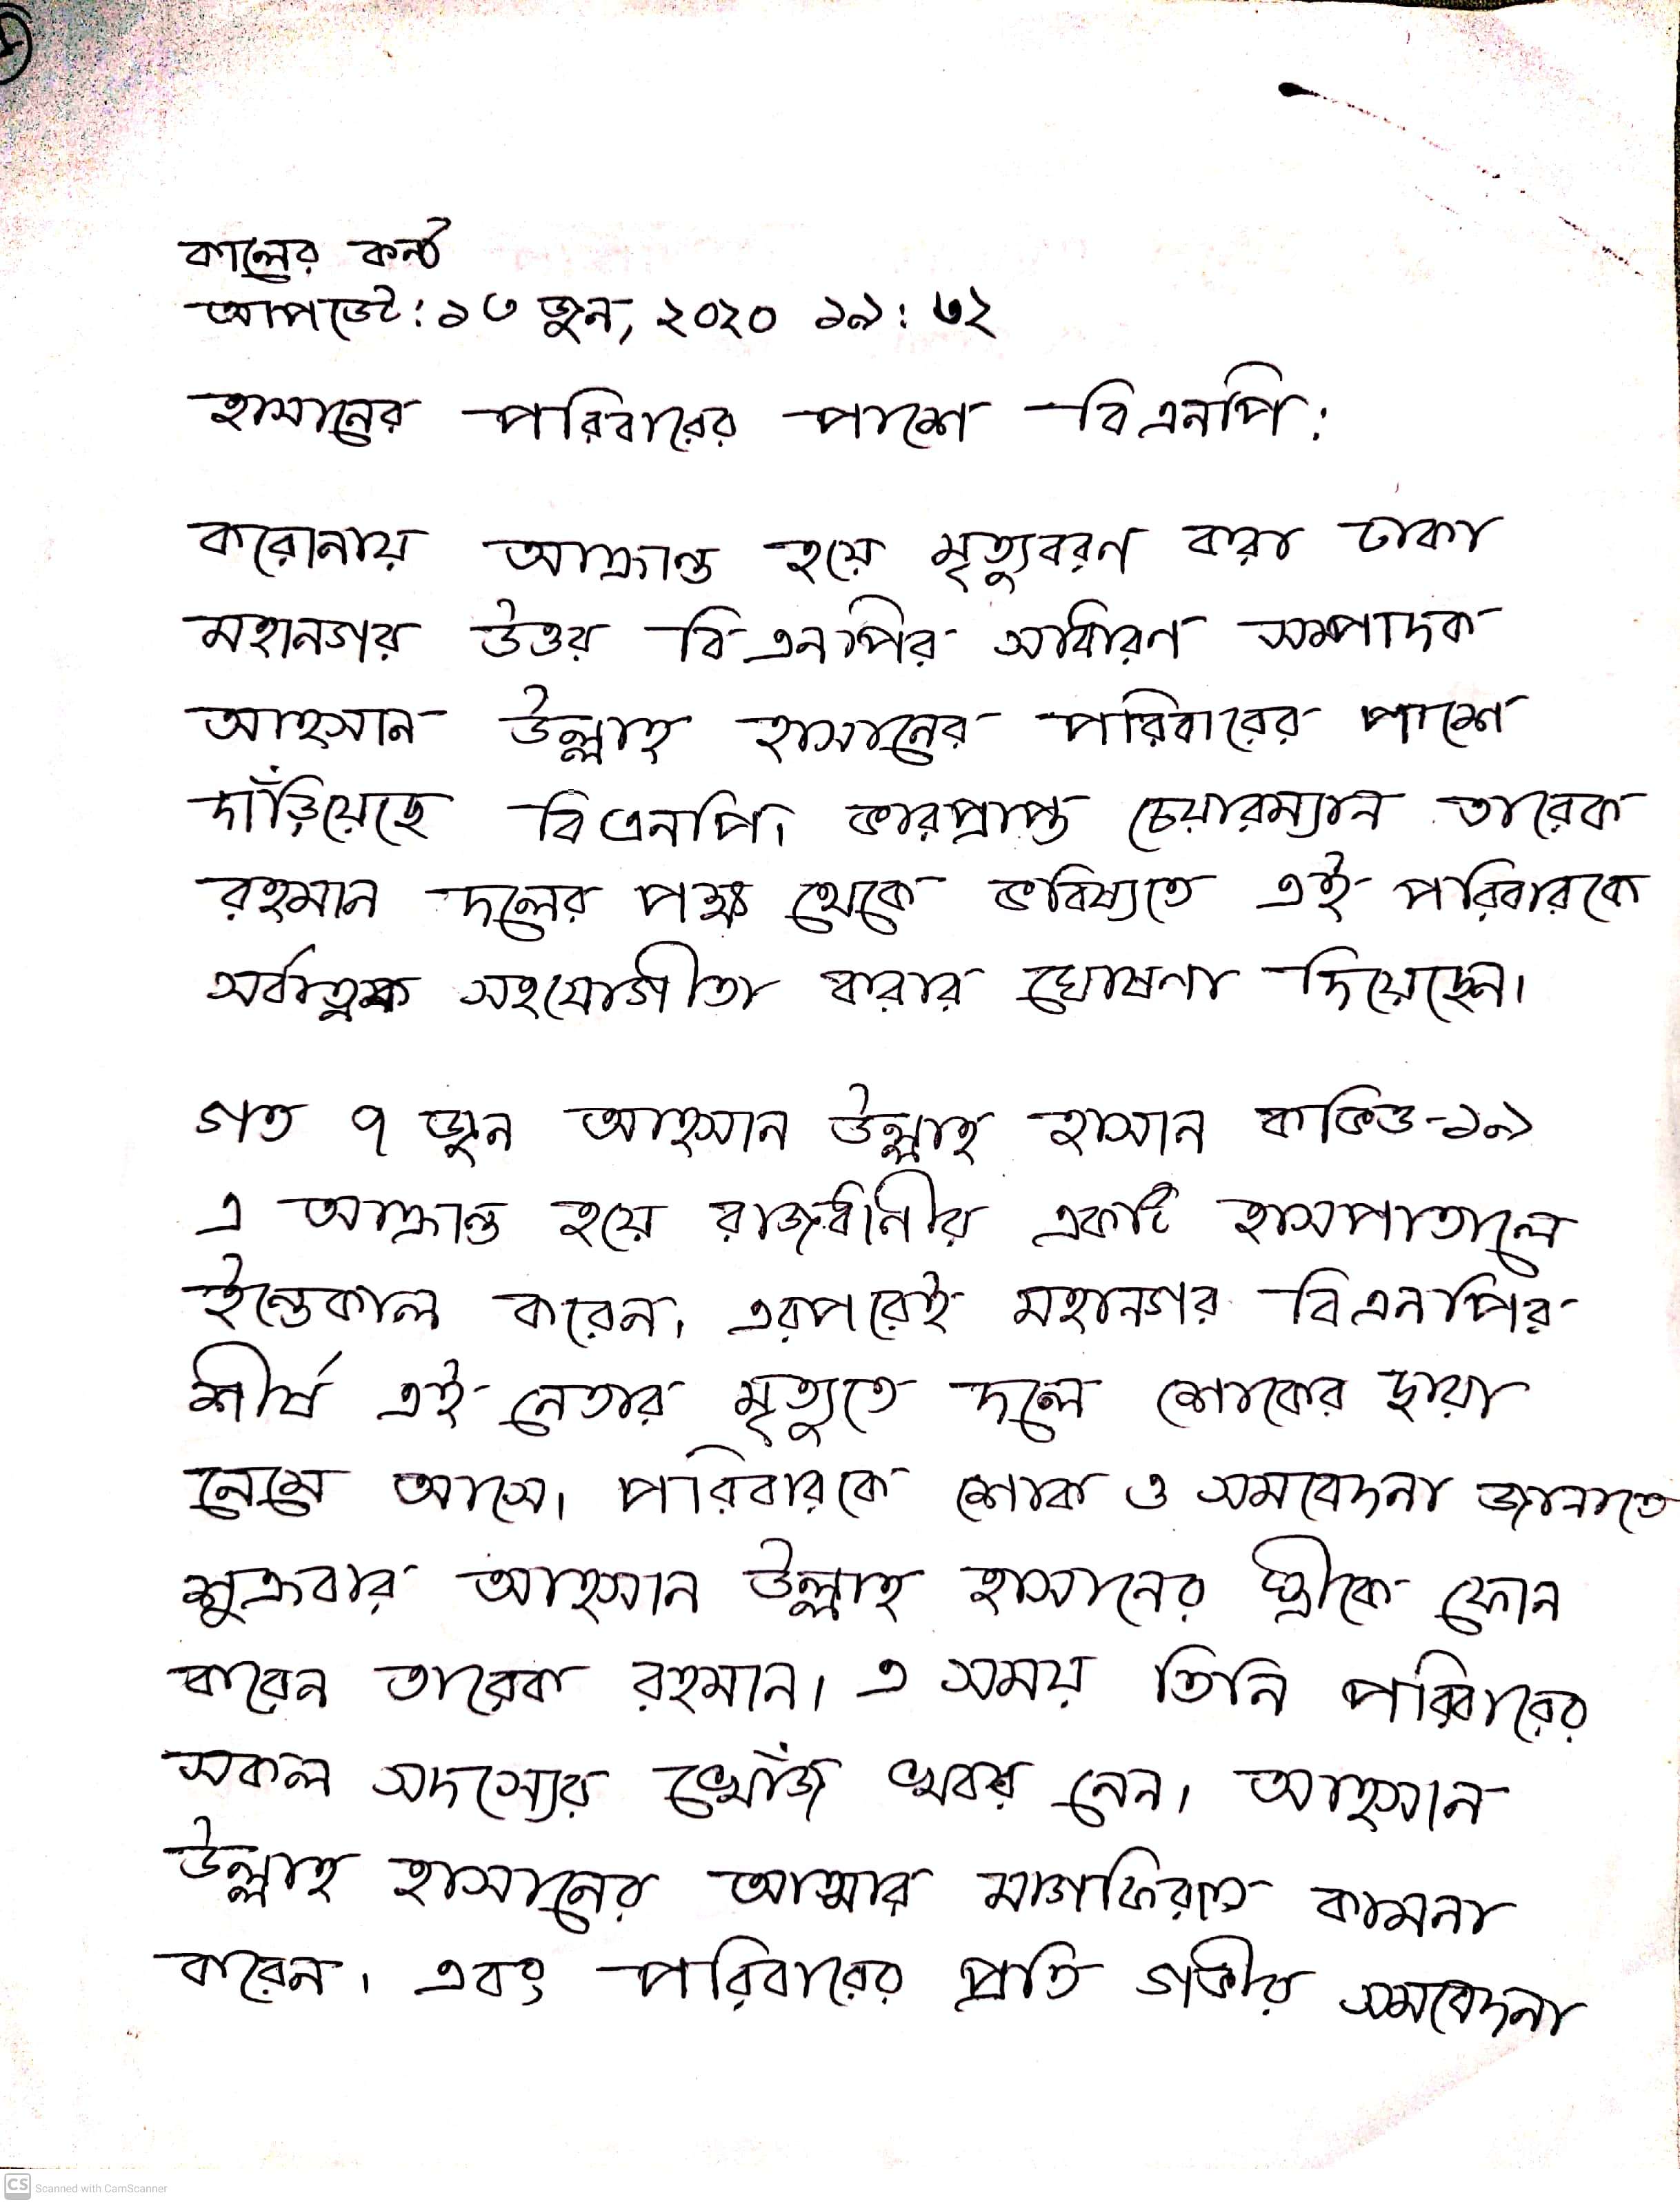 কালের কন্ঠ
আপডেট: ১৩ জুন, ২০২০ ১৯: ৩২
হাসানের পরিবারের পাশে বিএনপি:
করোনায় আক্রান্ত হয়ে মৃত্যুবরণ করা ঢাকা
মহানগর উত্তর বিএনপির সাধারণ সম্পাদক
আহসান উল্লাহ হাসানের পরিবারের পাশে
দাঁড়িয়েছে বিএনপি। ভারপ্রাপ্ত চেয়ারম্যান তারেক
রহমান দলের পক্ষ থেকে ভবিষ্যতে এই পরিবারকে
সর্বাত্নক সহযোগীতা করার ঘোষণা দিয়েছেন।
গত ৭ জুন আহসান উল্লাহ হাসান কভিড-১৯
এ আক্রান্ত হয়ে রাজধানীর একটি হাসপাতালে
ইন্তেকাল করেন। এরপরেই মহানগর বিএনপির
শীর্ষ এই নেতার মৃত্যুতে দলে শোকের ছায়া
নেমে আসে। পরিবারকে শোক ও সমবেদনা জানাতে
শুক্রবার আহসান উল্লাহ হাসানের স্ত্রীকে ফোন
করেন তারেক রহমান। এ সময় তিনি পরিবারের
সকল সদস্যের খোঁজ খবর নেন। আহসান
উল্লাহ হাসানের আত্মার মাগফিরাত কামনা
করেন। এবং পরিবারের প্রতি গভীর সমবেদনা
CS Scanned with CamScanner